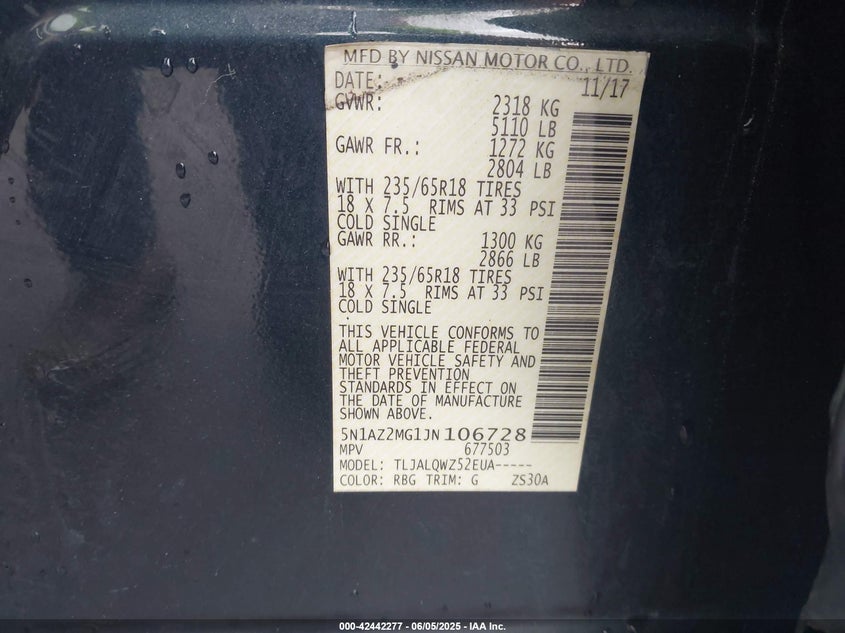 MFD BY NISSAN MOTOR CO., LTD.
DATE: 11/17
GVWR: 2318 KG
5110 LB
GAWR FR.: 1272 KG
2804 LB
WITH 235/65R18 TIRES
18 X 7.5 RIMS AT 33 PSI
COLD SINGLE
GAWR RR.: 1300 KG
2866 LB
WITH 235/65R18 TIRES
18 X 7.5 RIMS AT 33 PSI
COLD SINGLE
THIS VEHICLE CONFORMS TO
ALL APPLICABLE FEDERAL
MOTOR VEHICLE SAFETY AND
THEFT PREVENTION
STANDARDS IN EFFECT ON
THE DATE OF MANUFACTURE
SHOWN ABOVE.
5N1AZ2MG1JN106728
MPV 677503
MODEL: TLJALQWZ52EUA-----
COLOR: RBG TRIM: G ZS30A
000-42442277 - 06/05/2025 - IAA Inc.